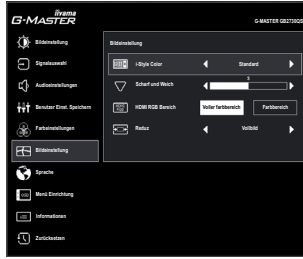 iiyama
G-MASTER
G-MASTER GB2730QSU
Bildeinstellung
Signalauswahl
Audioeinstellungen
Benutzer Einst. Speichern
Farbeinstellungen
Bildeinstellung
Sprache
Menü Einrichtung
Informationen
Zurücksetzen
Bildeinstellung
i-Style Color
Standard
Scharf und Weich
3
HDMI RGB Bereich
Voller farbbereich
Farbbereich
Reduz
Vollbild